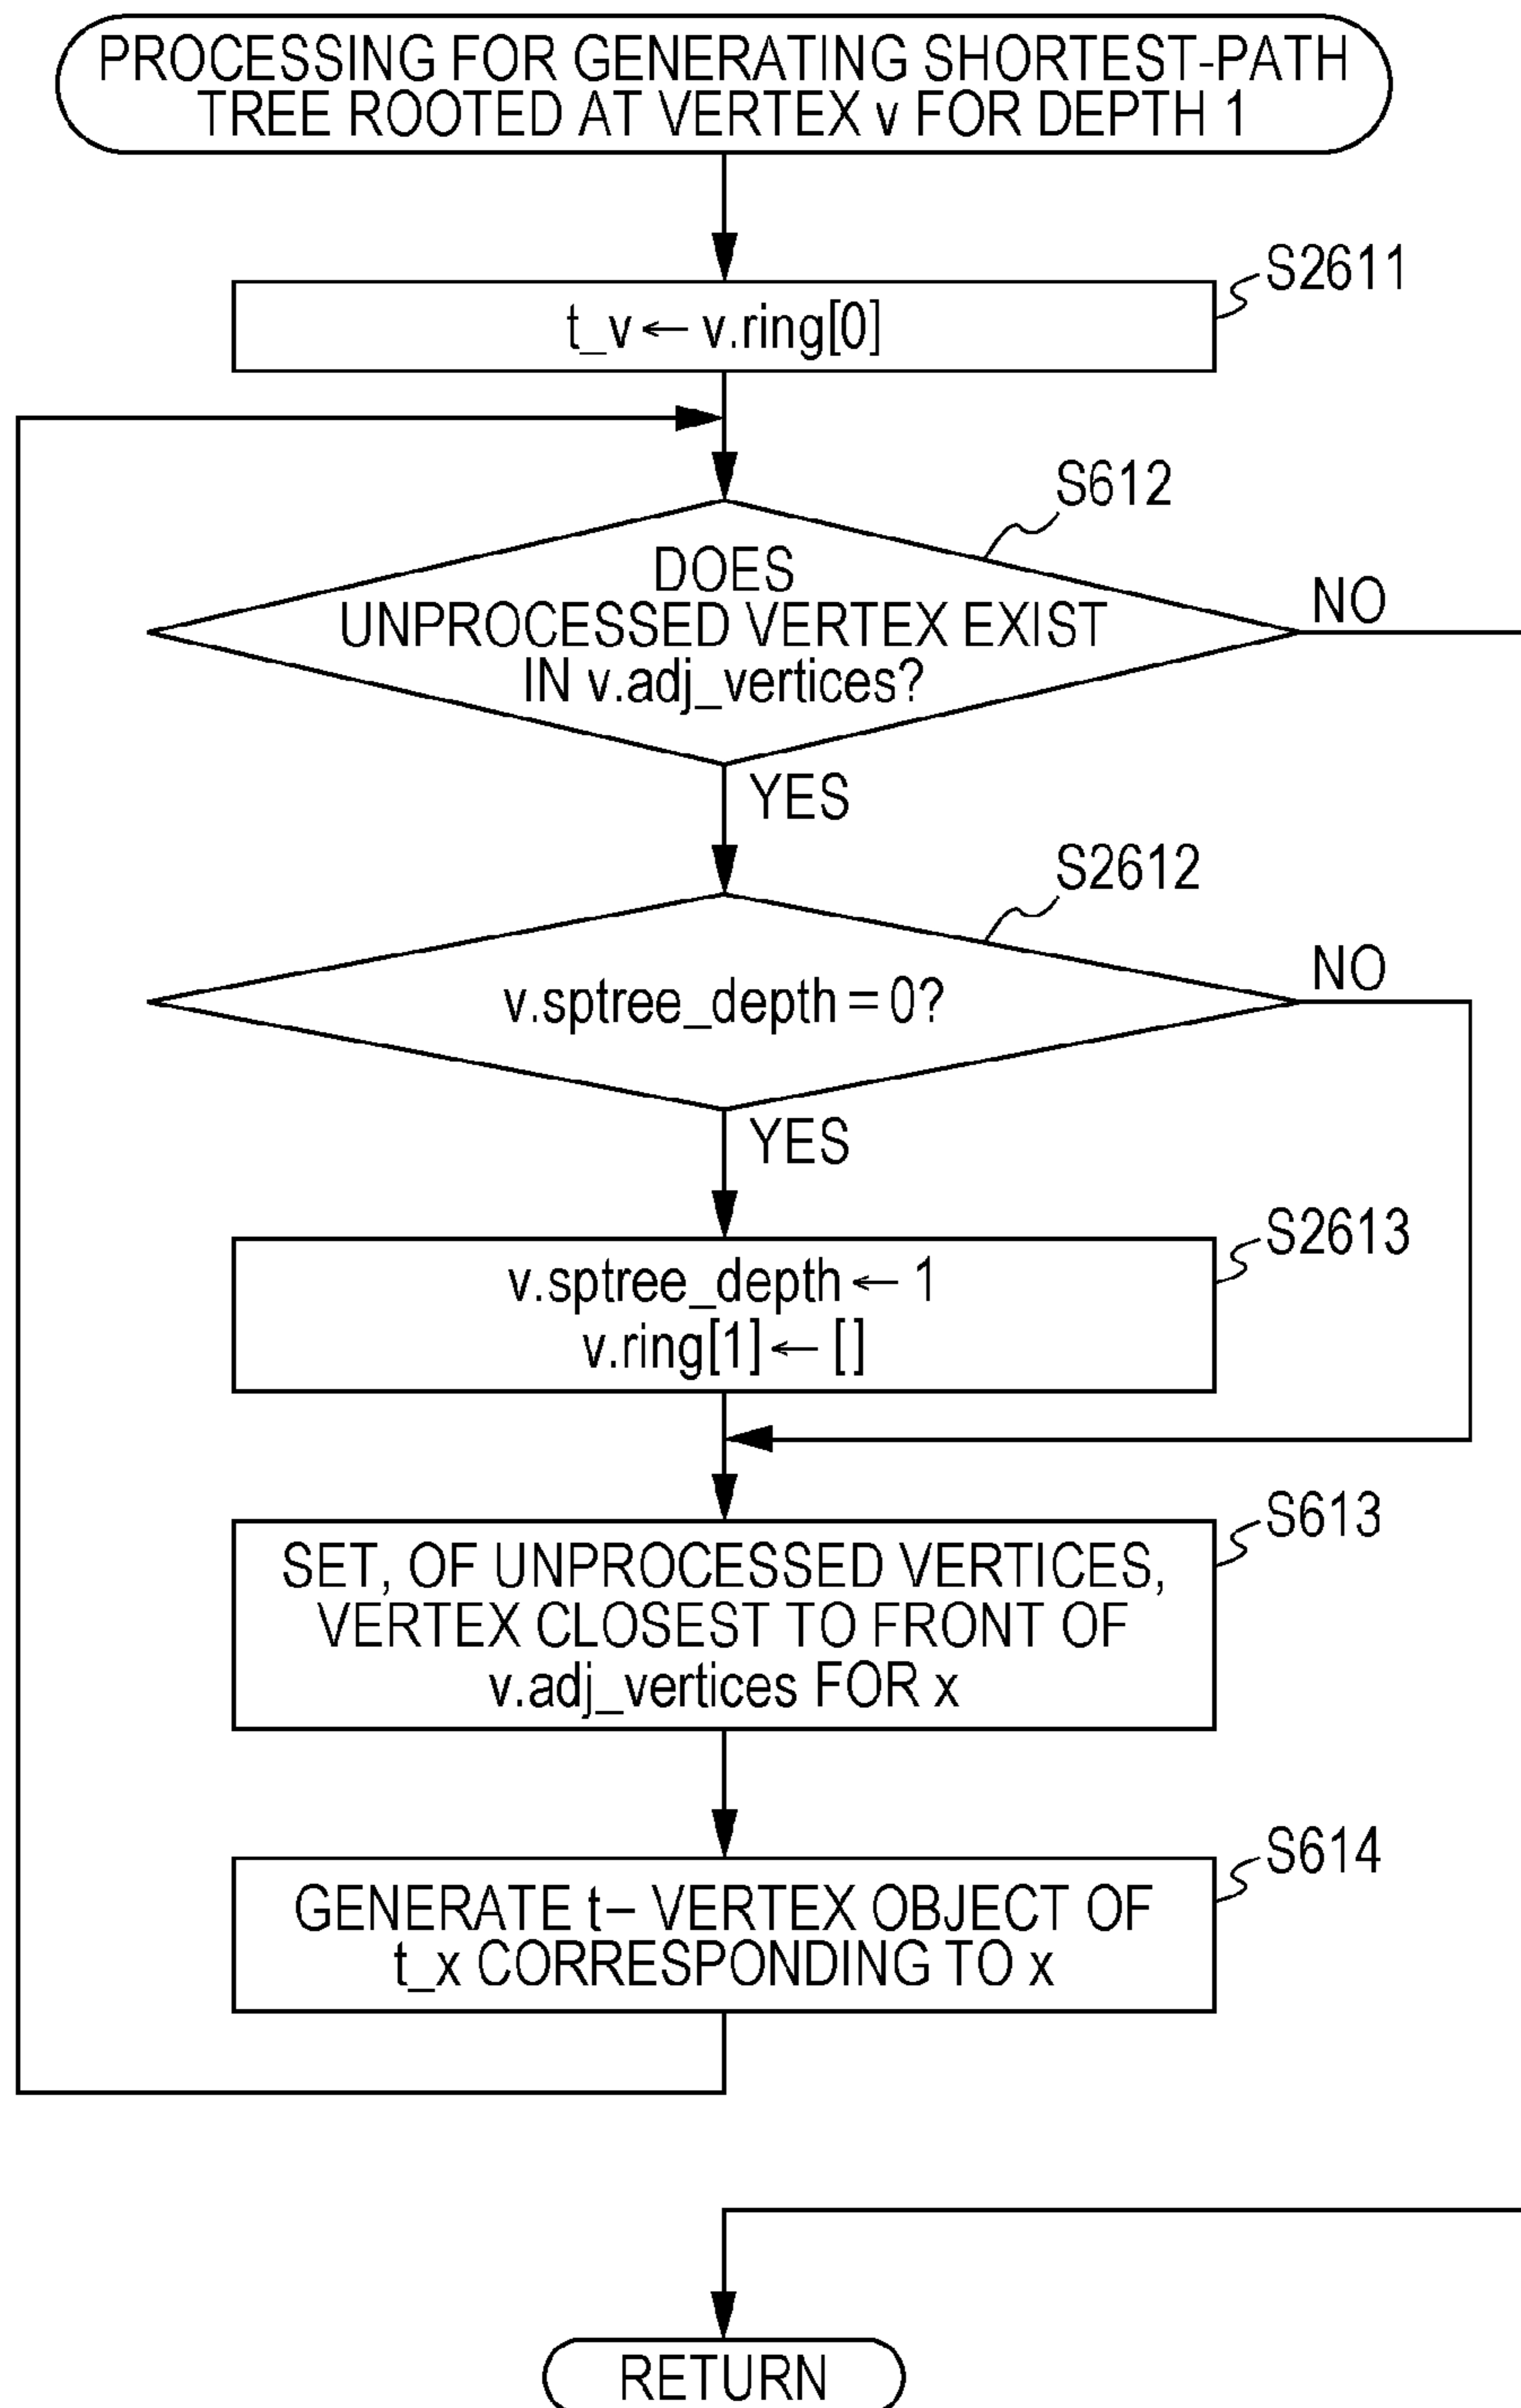 PROCESSING FOR GENERATING SHORTEST-PATH
TREE ROOTED AT VERTEX v FOR DEPTH 1
S2611
t_v ← v.ring[0]
S612
DOES
UNPROCESSED VERTEX EXIST
IN v.adj_vertices?
NO
YES
S2612
v.sptree_depth = 0?
NO
YES
S2613
v.sptree_depth ← 1
v.ring[1] ← []
S613
SET, OF UNPROCESSED VERTICES,
VERTEX CLOSEST TO FRONT OF
v.adj_vertices FOR x
S614
GENERATE t– VERTEX OBJECT OF
t_x CORRESPONDING TO x
RETURN